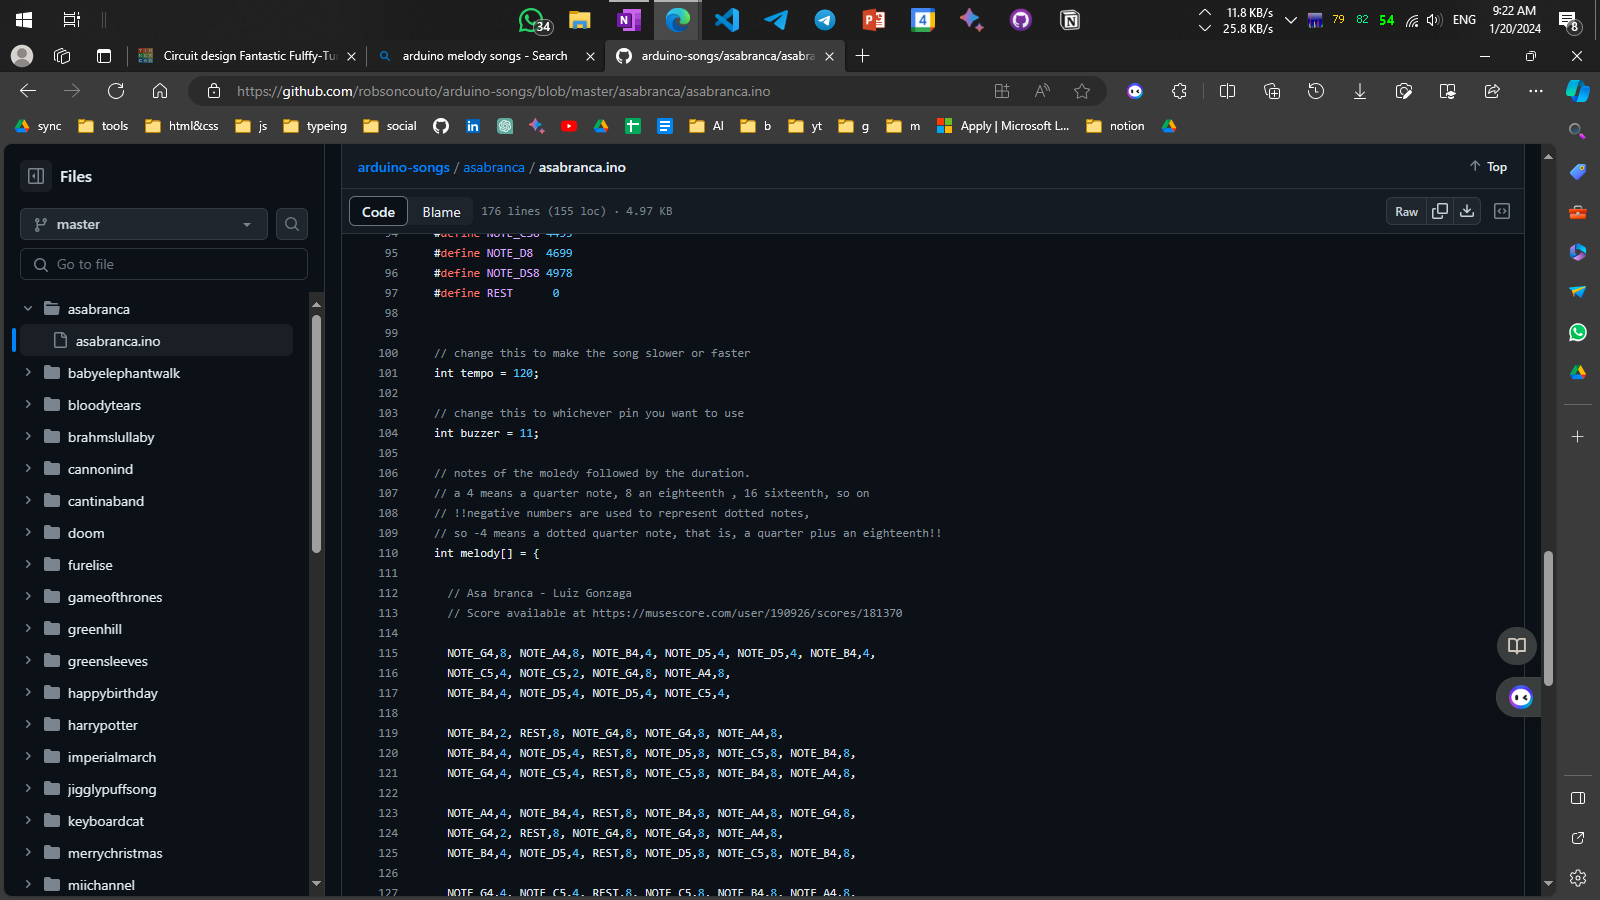 34
11.8 KB/s
25.8 KB/s
79 82 54
ENG
9:22 AM
1/20/2024
8
Circuit design Fantastic Fulffy-Tu
arduino melody songs - Search
arduino-songs/asabranca/asabra
https://github.com/robsoncouto/arduino-songs/blob/master/asabranca/asabranca.ino
sync
tools
html&css
js
typeing
social
AI
b
yt
g
m
Apply | Microsoft L...
notion
Files
master
Go to file
asabranca
asabranca.ino
babyelephantwalk
bloodytears
brahmslullaby
cannonind
cantinaband
doom
furelise
gameofthrones
greenhill
greensleeves
happybirthday
harrypotter
imperialmarch
jigglypuffsong
keyboardcat
merrychristmas
miichannel
arduino-songs / asabranca / asabranca.ino
Top
Code Blame 176 lines (155 loc) · 4.97 KB
Raw
94 #define NOTE_CS8 4435
95 #define NOTE_D8 4699
96 #define NOTE_DS8 4978
97 #define REST 0
98
99
100 // change this to make the song slower or faster
101 int tempo = 120;
102
103 // change this to whichever pin you want to use
104 int buzzer = 11;
105
106 // notes of the moledy followed by the duration.
107 // a 4 means a quarter note, 8 an eighteenth , 16 sixteenth, so on
108 // !!negative numbers are used to represent dotted notes,
109 // so -4 means a dotted quarter note, that is, a quarter plus an eighteenth!!
110 int melody[] = {
111
112 // Asa branca - Luiz Gonzaga
113 // Score available at https://musescore.com/user/190926/scores/181370
114
115 NOTE_G4,8, NOTE_A4,8, NOTE_B4,4, NOTE_D5,4, NOTE_D5,4, NOTE_B4,4,
116 NOTE_C5,4, NOTE_C5,2, NOTE_G4,8, NOTE_A4,8,
117 NOTE_B4,4, NOTE_D5,4, NOTE_D5,4, NOTE_C5,4,
118
119 NOTE_B4,2, REST,8, NOTE_G4,8, NOTE_G4,8, NOTE_A4,8,
120 NOTE_B4,4, NOTE_D5,4, REST,8, NOTE_D5,8, NOTE_C5,8, NOTE_B4,8,
121 NOTE_G4,4, NOTE_C5,4, REST,8, NOTE_C5,8, NOTE_B4,8, NOTE_A4,8,
122
123 NOTE_A4,4, NOTE_B4,4, REST,8, NOTE_B4,8, NOTE_A4,8, NOTE_G4,8,
124 NOTE_G4,2, REST,8, NOTE_G4,8, NOTE_G4,8, NOTE_A4,8,
125 NOTE_B4,4, NOTE_D5,4, REST,8, NOTE_D5,8, NOTE_C5,8, NOTE_B4,8,
126
127 NOTE_G4,4, NOTE_C5,4, REST,8, NOTE_C5,8, NOTE_B4,8, NOTE_A4,8,